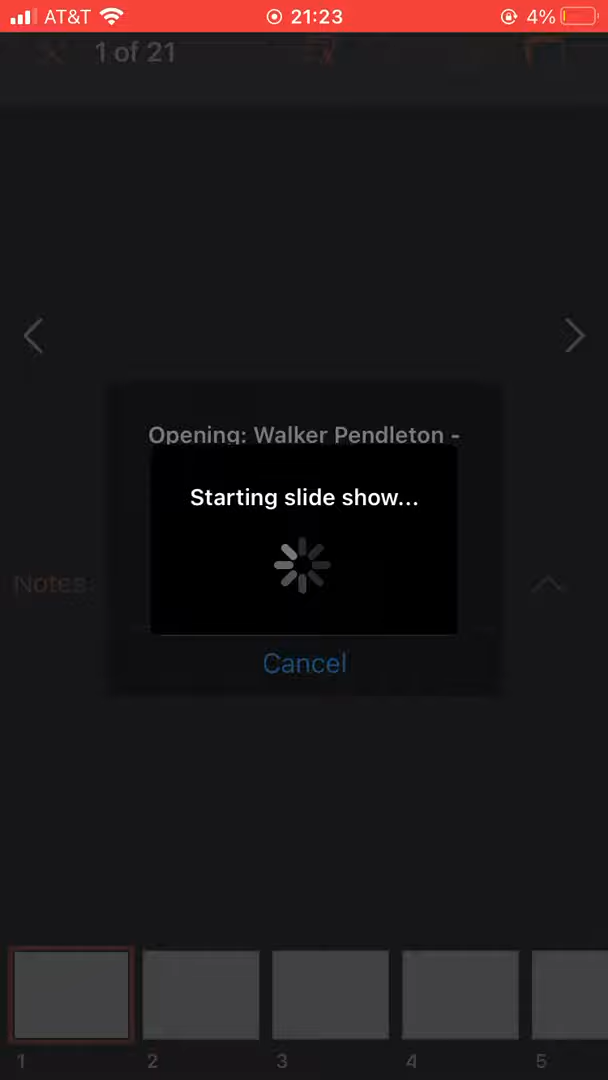 AT&T 21:23 4%
1 of 21
Opening: Walker Pendleton -
Starting slide show...
Notes
Cancel
1 2 3 4 5